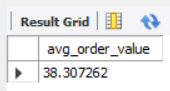 Result Grid
avg_order_value
38.307262